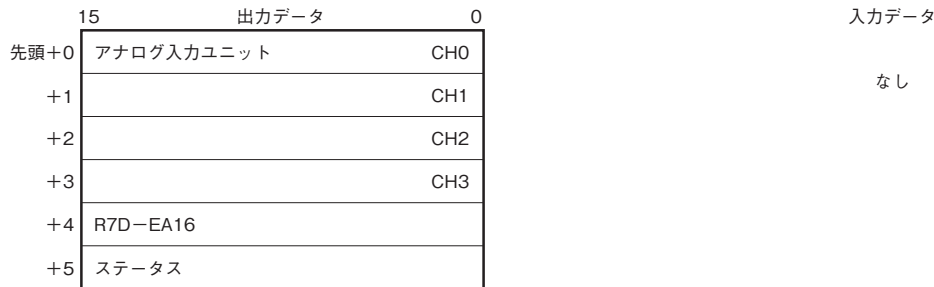 15 出力データ 0 入力データ
先頭+0 アナログ入力ユニット CH0
なし
+1 CH1
+2 CH2
+3 CH3
+4 R7D−EA16
+5 ステータス